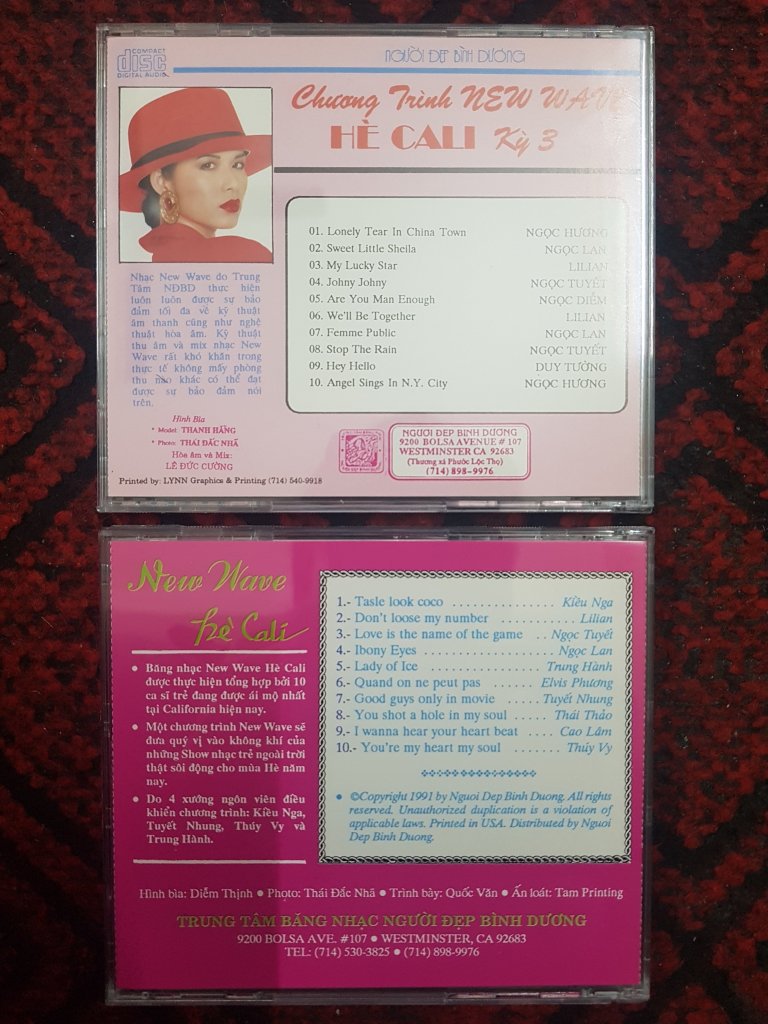 COMPACT
disc
DIGITAL AUDIO
NGƯỜI ĐẸP BÌNH DƯƠNG
Chương Trình NEW WAVE
HÈ CALI Kỳ 3
01. Lonely Tear In China Town NGỌC HƯƠNG
02. Sweet Little Sheila NGỌC LAN
03. My Lucky Star LILIAN
04. Johny Johny NGỌC TUYẾT
05. Are You Man Enough NGỌC DIỄM
06. We'll Be Together LILIAN
07. Femme Public NGỌC LAN
08. Stop The Rain NGỌC TUYẾT
09. Hey Hello DUY TƯỜNG
10. Angel Sings In N.Y. City NGỌC HƯƠNG
Nhạc New Wave do Trung
Tâm NĐBD thực hiện
luôn luôn được sự bảo
đảm tối đa về kỹ thuật
âm thanh cũng như nghệ
thuật hòa âm. Kỹ thuật
thu âm và mix nhạc New
Wave rất khó khăn trong
thực tế không mấy phòng
thu nào khác có thể đạt
được sự bảo đảm nói
trên.
Hình Bìa
* Model: THANH HẰNG
* Photo: THÁI ĐẮC NHÃ
Hòa âm và Mix:
LÊ ĐỨC CƯỜNG
NGƯỜI ĐẸP BÌNH DƯƠNG
9200 BOLSA AVENUE # 107
WESTMINSTER CA 92683
(Thương xá Phước Lộc Thọ)
(714) 898-9976
Printed by: LYNN Graphics & Printing (714) 540-9918
New Wave
hè Cali
• Băng nhạc New Wave Hè Cali
được thực hiện tổng hợp bởi 10
ca sĩ trẻ đang được ái mộ nhất
tại California hiện nay.
• Một chương trình New Wave sẽ
đưa quý vị vào không khí của
những Show nhạc trẻ ngoài trời
thật sôi động cho mùa Hè năm
nay.
• Do 4 xướng ngôn viên điều
khiển chương trình: Kiều Nga,
Tuyết Nhung, Thúy Vy và
Trung Hành.
1.- Tasle look coco ............... Kiều Nga
2.- Don't loose my number ........... Lilian
3.- Love is the name of the game .. Ngọc Tuyết
4.- Ibony Eyes ................ Ngọc Lan
5.- Lady of Ice ................ Trung Hành
6.- Quand on ne peut pas ..... Elvis Phương
7.- Good guys only in movie ..... Tuyết Nhung
8.- You shot a hole in my soul ..... Thái Thảo
9.- I wanna hear your heart beat .... Cao Lâm
10.- You're my heart my soul ........ Thúy Vy
• ©Copyright 1991 by Nguoi Dep Binh Duong. All rights
reserved. Unauthorized duplication is a violation of
applicable laws. Printed in USA. Distributed by Nguoi
Dep Binh Duong.
Hình bìa: Diễm Thịnh • Photo: Thái Đắc Nhã • Trình bày: Quốc Văn • Ấn loát: Tam Printing
TRUNG TÂM BĂNG NHẠC NGƯỜI ĐẸP BÌNH DƯƠNG
9200 BOLSA AVE. #107 • WESTMINSTER, CA 92683
TEL: (714) 530-3825 • (714) 898-9976